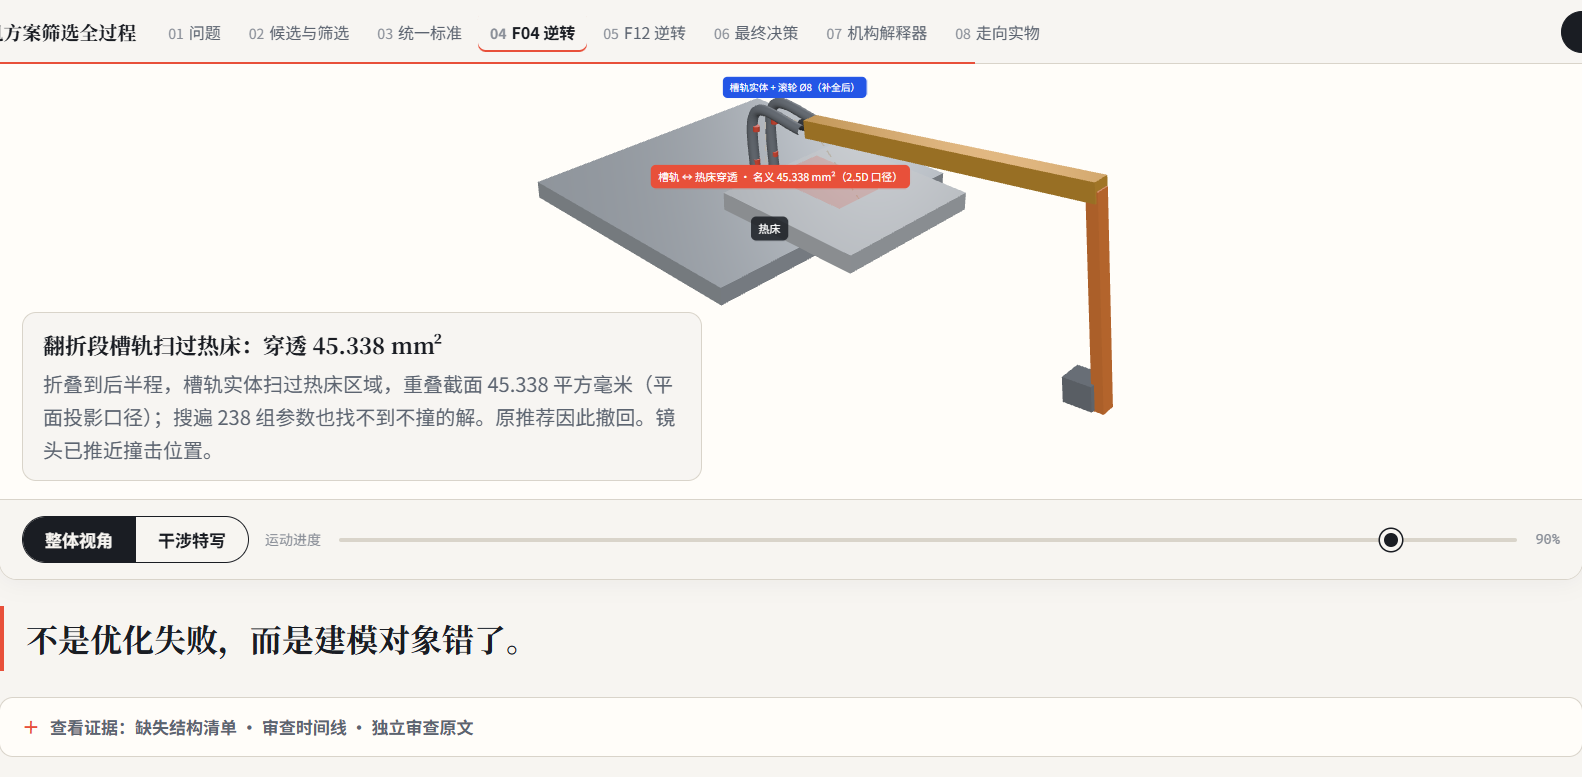 方案筛选全过程
01 问题
02 候选与筛选
03 统一标准
04 F04 逆转
05 F12 逆转
06 最终决策
07 机构解释器
08 走向实物
槽轨实体 + 滚轮 Ø8（补全后）
槽轨 ↔ 热床穿透 · 名义 45.338 mm²（2.5D 口径）
热床
翻折段槽轨扫过热床：穿透 45.338 mm²
折叠到后半程，槽轨实体扫过热床区域，重叠截面 45.338 平方毫米（平
面投影口径）；搜遍 238 组参数也找不到不撞的解。原推荐因此撤回。镜
头已推近撞击位置。
整体视角
干涉特写
运动进度
90%
不是优化失败，而是建模对象错了。
+ 查看证据：缺失结构清单 · 审查时间线 · 独立审查原文